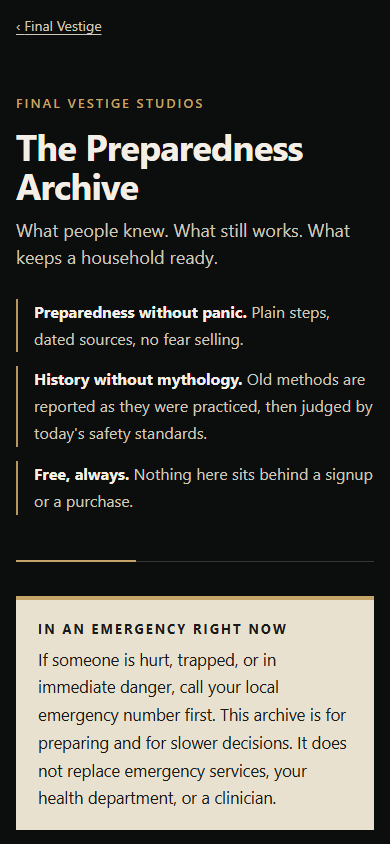 ‹ Final Vestige
FINAL VESTIGE STUDIOS
The Preparedness
Archive
What people knew. What still works. What
keeps a household ready.
Preparedness without panic. Plain steps,
dated sources, no fear selling.
History without mythology. Old methods are
reported as they were practiced, then judged by
today's safety standards.
Free, always. Nothing here sits behind a signup
or a purchase.
IN AN EMERGENCY RIGHT NOW
If someone is hurt, trapped, or in
immediate danger, call your local
emergency number first. This archive is for
preparing and for slower decisions. It does
not replace emergency services, your
health department, or a clinician.